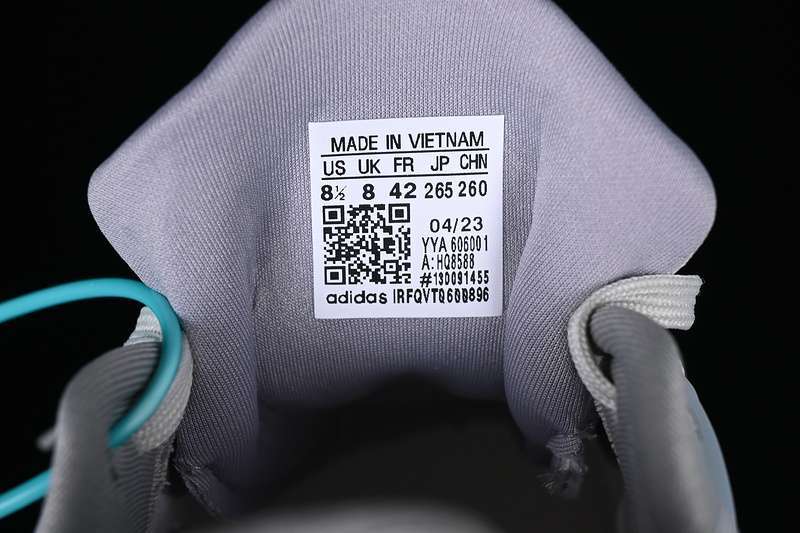 MADE IN VIETNAM
US UK FR JP CHN
8½ 8 42 265 260
04/23
YYA 606001
A: HQ8588
#130091455
adidas IRFQVT0600896